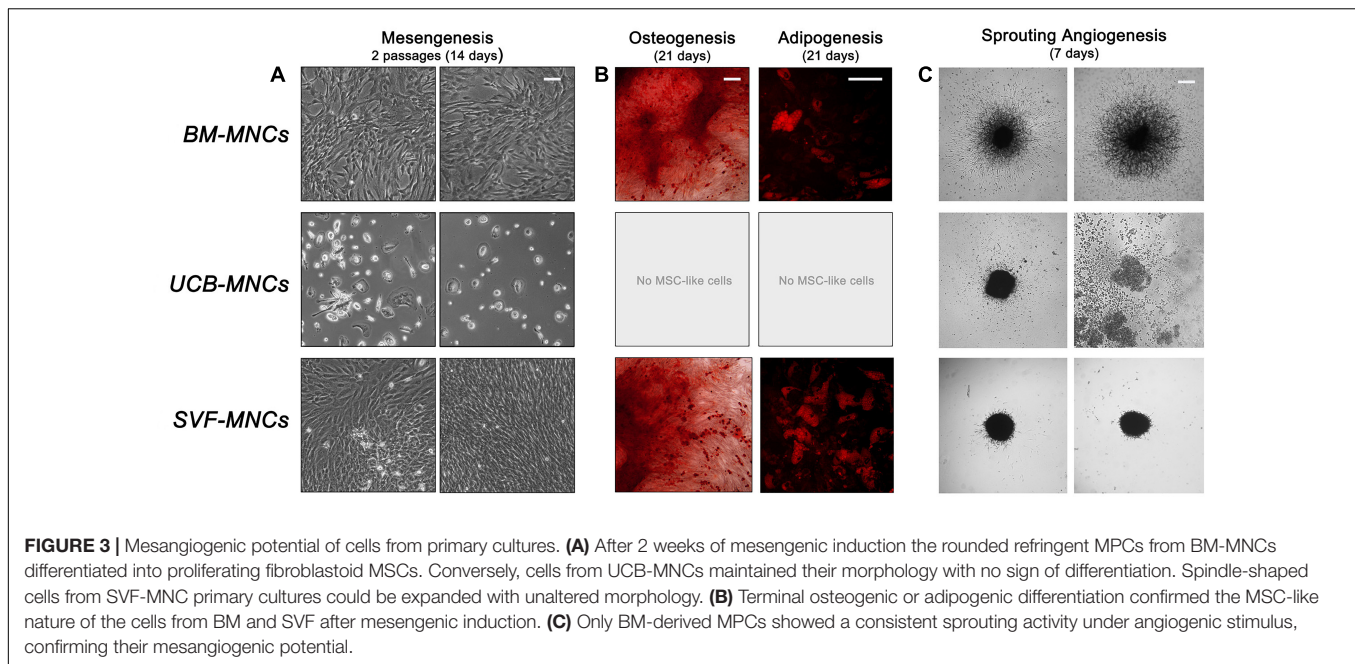 Mesengenesis
2 passages (14 days)
Osteogenesis
(21 days)
Adipogenesis
(21 days)
Sprouting Angiogenesis
(7 days)
A
B
C
BM-MNCs
UCB-MNCs
No MSC-like cells
No MSC-like cells
SVF-MNCs
FIGURE 3 | Mesangiogenic potential of cells from primary cultures. (A) After 2 weeks of mesengenic induction the rounded refringent MPCs from BM-MNCs
differentiated into proliferating fibroblastoid MSCs. Conversely, cells from UCB-MNCs maintained their morphology with no sign of differentiation. Spindle-shaped
cells from SVF-MNC primary cultures could be expanded with unaltered morphology. (B) Terminal osteogenic or adipogenic differentiation confirmed the MSC-like
nature of the cells from BM and SVF after mesengenic induction. (C) Only BM-derived MPCs showed a consistent sprouting activity under angiogenic stimulus,
confirming their mesangiogenic potential.